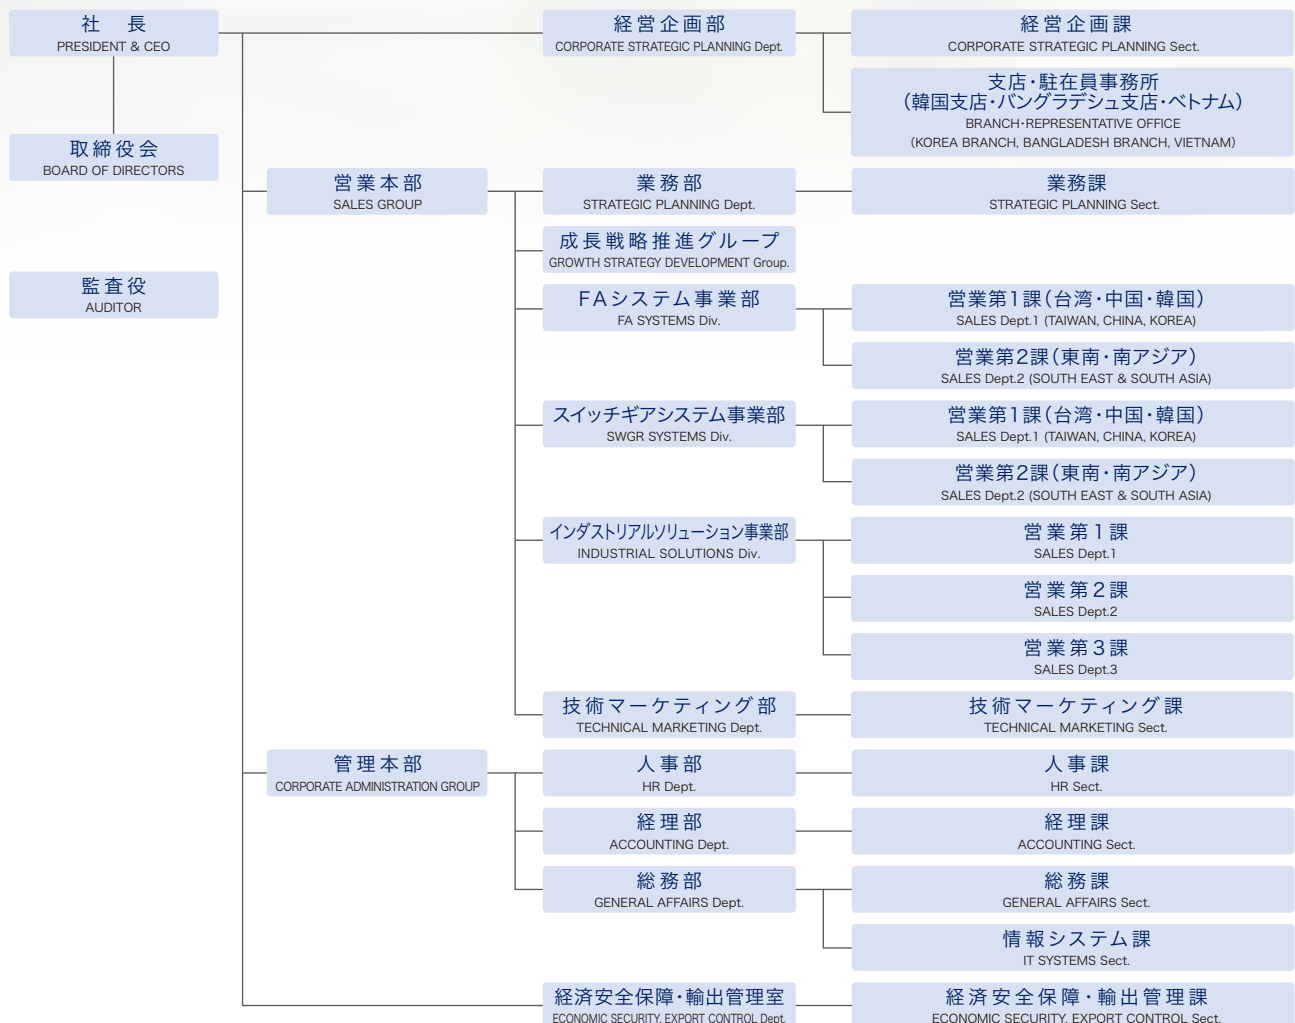 社 長
PRESIDENT & CEO
取締役会
BOARD OF DIRECTORS
監査役
AUDITOR
経営企画部
CORPORATE STRATEGIC PLANNING Dept.
経営企画課
CORPORATE STRATEGIC PLANNING Sect.
支店・駐在員事務所
（韓国支店・バングラデシュ支店・ベトナム）
BRANCH・REPRESENTATIVE OFFICE
(KOREA BRANCH, BANGLADESH BRANCH, VIETNAM)
営業本部
SALES GROUP
業務部
STRATEGIC PLANNING Dept.
業務課
STRATEGIC PLANNING Sect.
成長戦略推進グループ
GROWTH STRATEGY DEVELOPMENT Group.
FAシステム事業部
FA SYSTEMS Div.
営業第1課（台湾・中国・韓国）
SALES Dept.1 (TAIWAN, CHINA, KOREA)
営業第2課（東南・南アジア）
SALES Dept.2 (SOUTH EAST & SOUTH ASIA)
スイッチギアシステム事業部
SWGR SYSTEMS Div.
営業第1課（台湾・中国・韓国）
SALES Dept.1 (TAIWAN, CHINA, KOREA)
営業第2課（東南・南アジア）
SALES Dept.2 (SOUTH EAST & SOUTH ASIA)
インダストリアルソリューション事業部
INDUSTRIAL SOLUTIONS Div.
営業第1課
SALES Dept.1
営業第2課
SALES Dept.2
営業第3課
SALES Dept.3
技術マーケティング部
TECHNICAL MARKETING Dept.
技術マーケティング課
TECHNICAL MARKETING Sect.
管理本部
CORPORATE ADMINISTRATION GROUP
人事部
HR Dept.
人事課
HR Sect.
経理部
ACCOUNTING Dept.
経理課
ACCOUNTING Sect.
総務部
GENERAL AFFAIRS Dept.
総務課
GENERAL AFFAIRS Sect.
情報システム課
IT SYSTEMS Sect.
経済安全保障・輸出管理室
ECONOMIC SECURITY, EXPORT CONTROL Dept.
経済安全保障・輸出管理課
ECONOMIC SECURITY, EXPORT CONTROL Sect.